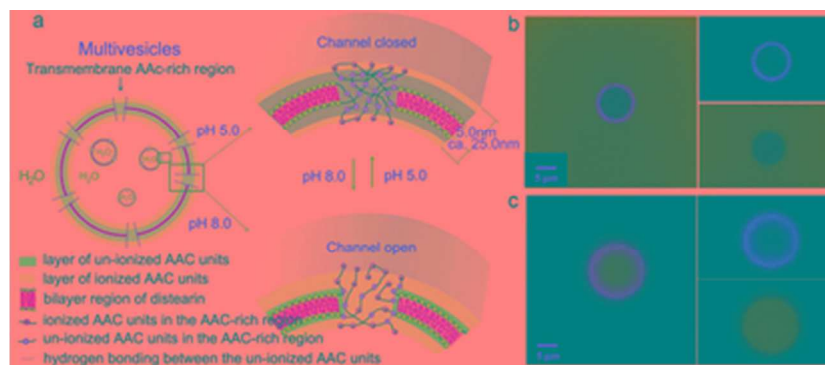 a
Multivesicles
Transmembrane AAc-rich region
pH 5.0
H₂O
H₂O
pH 8.0
Channel closed
5.0nm
ca. 25.0nm
pH 8.0
pH 5.0
Channel open
layer of un-ionized AAC units
layer of ionized AAC units
bilayer region of distearin
ionized AAC units in the AAC-rich region
un-ionized AAC units in the AAC-rich region
hydrogen bonding between the un-ionized AAC units
b
5 µm
c
5 µm